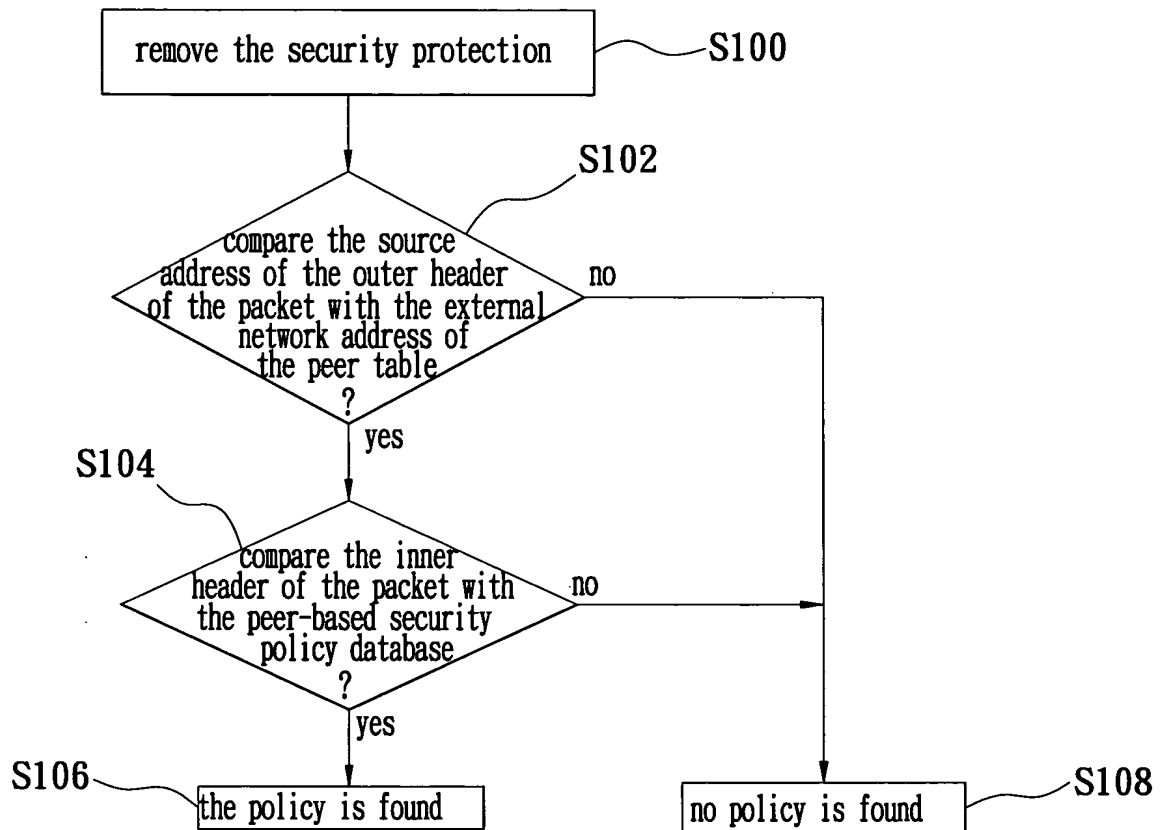 remove the security protection
S100
S102
compare the source
address of the outer header
of the packet with the external
network address of
the peer table
?
no
yes
S104
compare the inner
header of the packet with
the peer-based security
policy database
?
no
yes
S106
the policy is found
no policy is found
S108